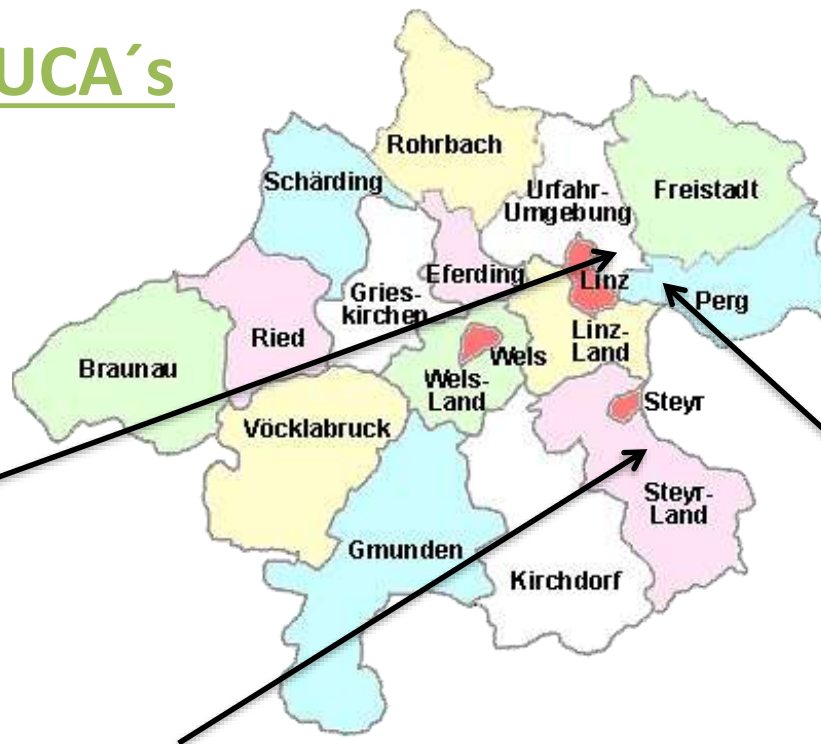 UCA´s
Rohrbach
Schärding
Urfahr-
Umgebung
Freistadt
Eferding
Linz
Gries-
kirchen
Perg
Ried
Linz-
Land
Braunau
Wels
Wels-
Land
Steyr
Vöcklabruck
Steyr-
Land
Gmunden
Kirchdorf